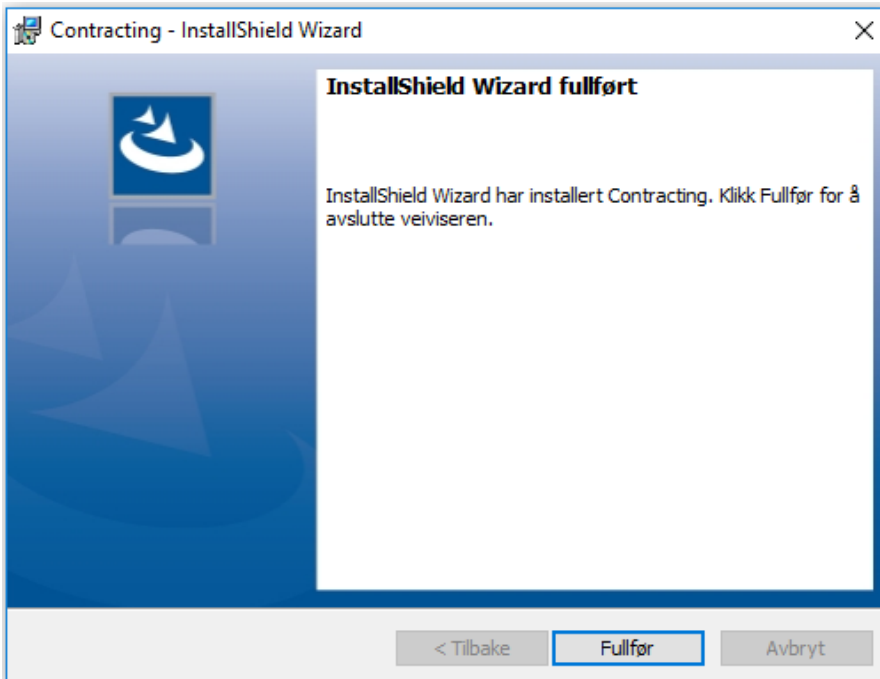 Contracting - InstallShield Wizard
InstallShield Wizard fullført
InstallShield Wizard har installert Contracting. Klikk Fullfør for å
avslutte veiviseren.
< Tilbake
Fullfør
Avbryt